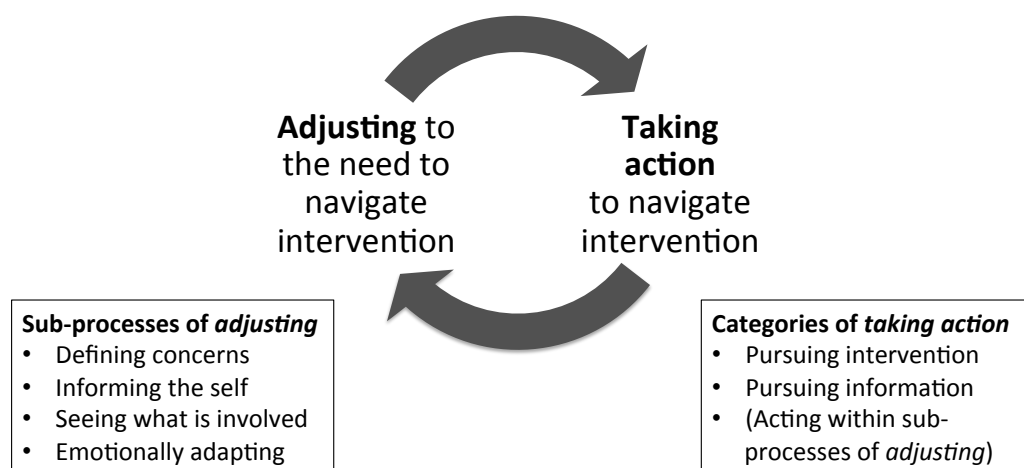 Adjusting to
the need to
navigate
intervention
Taking
action
to navigate
intervention
Sub-processes of adjusting
• Defining concerns
• Informing the self
• Seeing what is involved
• Emotionally adapting
Categories of taking action
• Pursuing intervention
• Pursuing information
• (Acting within sub-
processes of adjusting)